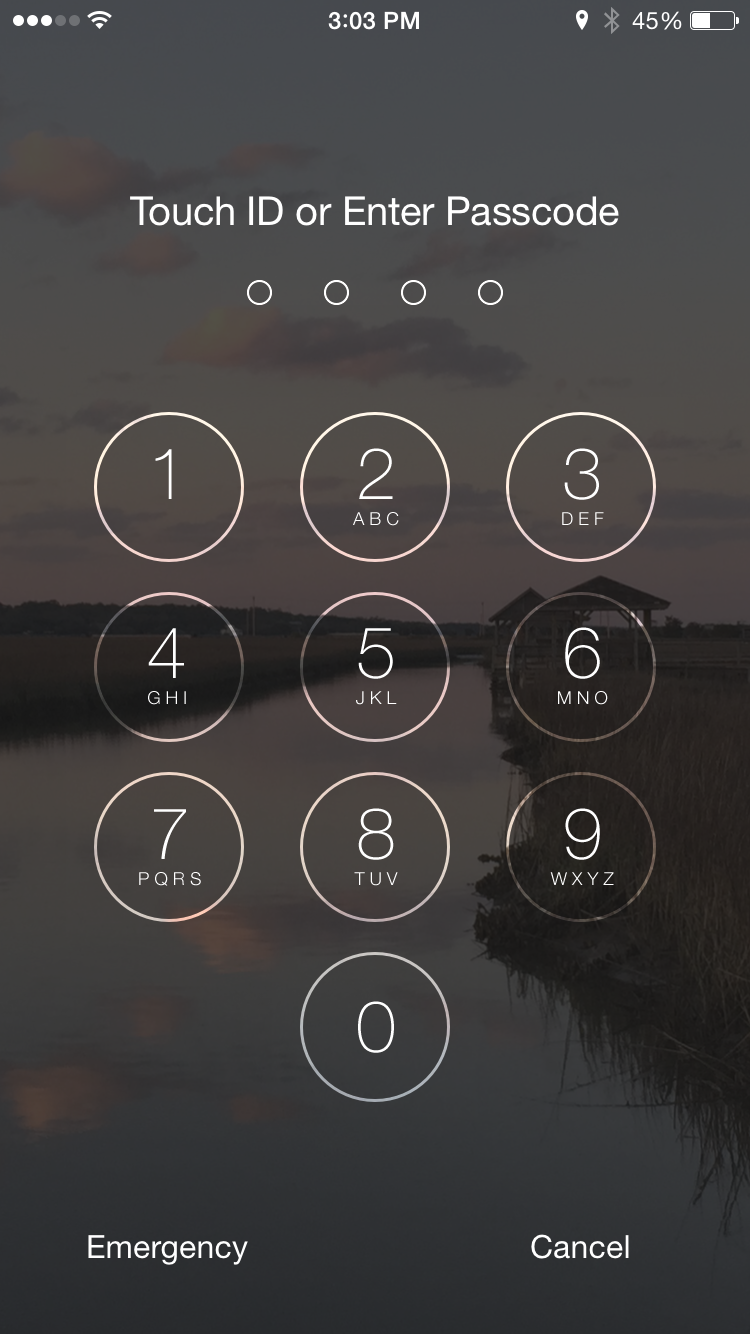 3:03 PM 45%
Touch ID or Enter Passcode
1 2 3
ABC DEF
4 5 6
GHI JKL MNO
7 8 9
PQRS TUV WXYZ
0
Emergency Cancel